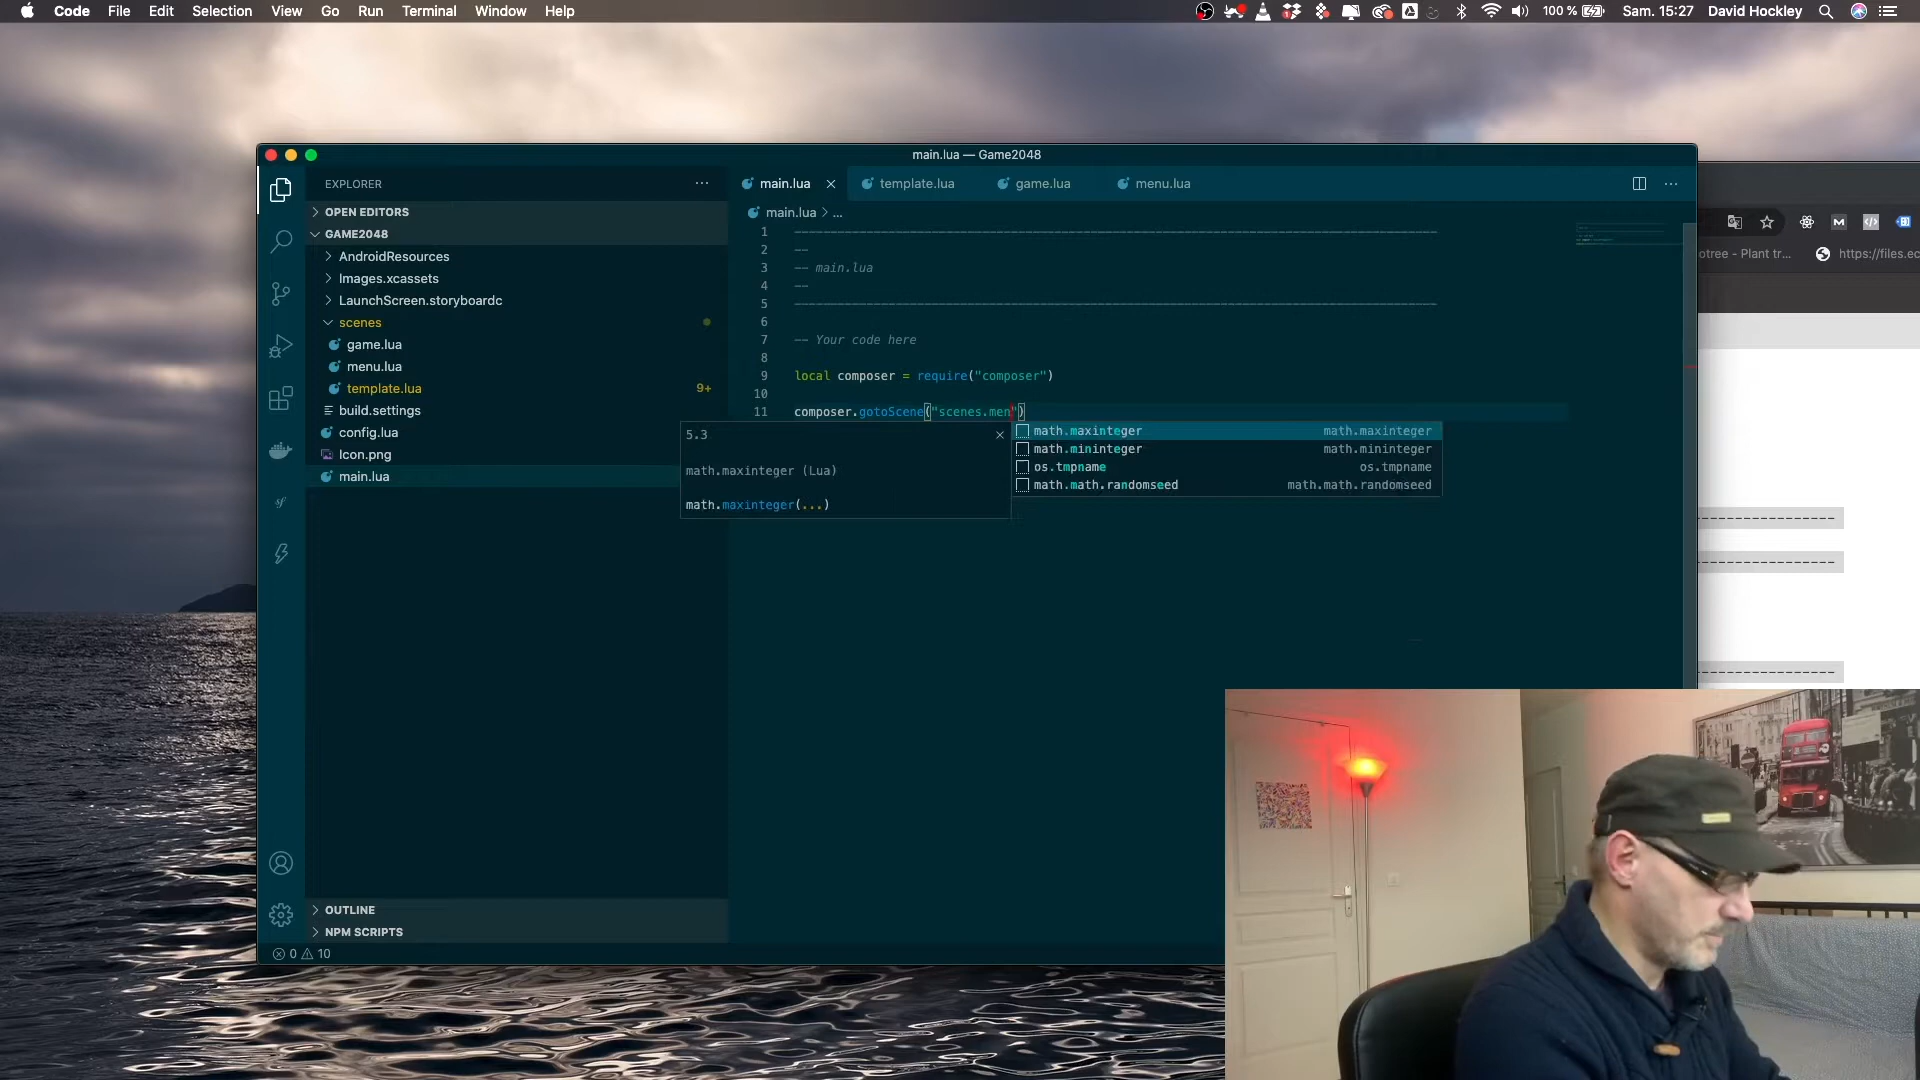 Code File Edit Selection View Go Run Terminal Window Help 100 % Sam. 15:27 David Hockley
main.lua — Game2048
EXPLORER
main.lua template.lua game.lua menu.lua
OPEN EDITORS
main.lua > ...
GAME2048
AndroidResources
Images.xcassets
LaunchScreen.storyboardc
scenes
game.lua
menu.lua
template.lua 9+
build.settings
config.lua
Icon.png
main.lua
OUTLINE
NPM SCRIPTS
0 10
1 --------------------------------------------------------------------------------
2 --
3 -- main.lua
4 --
5 --------------------------------------------------------------------------------
6
7 -- Your code here
8
9 local composer = require("composer")
10
11 composer.gotoScene("scenes.men")
5.3
math.maxinteger (Lua)
math.maxinteger(...)
math.maxinteger math.maxinteger
math.mininteger math.mininteger
os.tmpname os.tmpname
math.math.randomseed math.math.randomseed
otree - Plant tr... https://files.ec